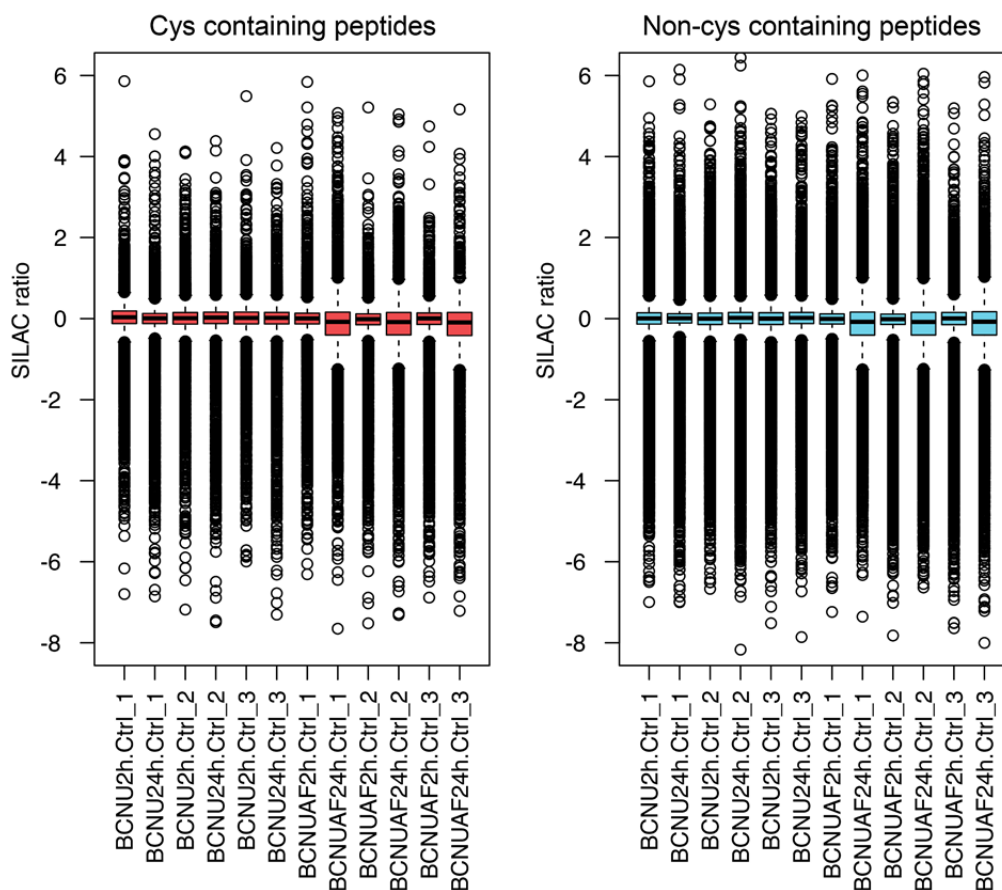 Cys containing peptides
SILAC ratio
6
4
2
0
-2
-4
-6
-8
BCNU2h.Ctrl_1
BCNU24h.Ctrl_1
BCNU2h.Ctrl_2
BCNU24h.Ctrl_2
BCNU2h.Ctrl_3
BCNU24h.Ctrl_3
BCNUAF2h.Ctrl_1
BCNUAF24h.Ctrl_1
BCNUAF2h.Ctrl_2
BCNUAF24h.Ctrl_2
BCNUAF2h.Ctrl_3
BCNUAF24h.Ctrl_3
Non-cys containing peptides
SILAC ratio
6
4
2
0
-2
-4
-6
-8
BCNU2h.Ctrl_1
BCNU24h.Ctrl_1
BCNU2h.Ctrl_2
BCNU24h.Ctrl_2
BCNU2h.Ctrl_3
BCNU24h.Ctrl_3
BCNUAF2h.Ctrl_1
BCNUAF24h.Ctrl_1
BCNUAF2h.Ctrl_2
BCNUAF24h.Ctrl_2
BCNUAF2h.Ctrl_3
BCNUAF24h.Ctrl_3